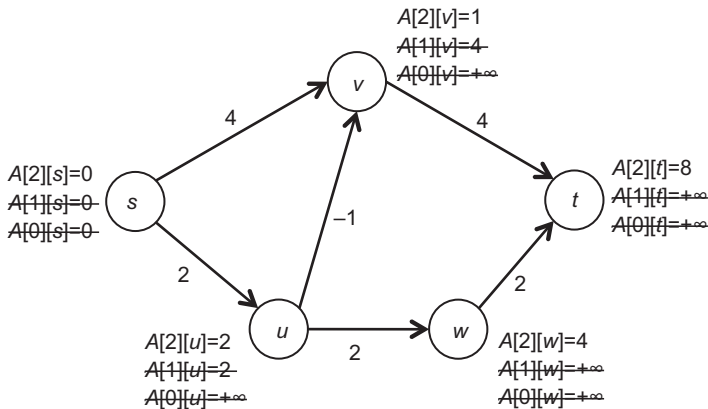 A[2][v]=1
A[1][v]=4
A[0][v]=+∞
v
4
4
A[2][s]=0
A[1][s]=0
A[0][s]=0
s
A[2][t]=8
A[1][t]=+∞
A[0][t]=+∞
t
–1
2
2
u
w
2
A[2][u]=2
A[1][u]=2
A[0][u]=+∞
A[2][w]=4
A[1][w]=+∞
A[0][w]=+∞